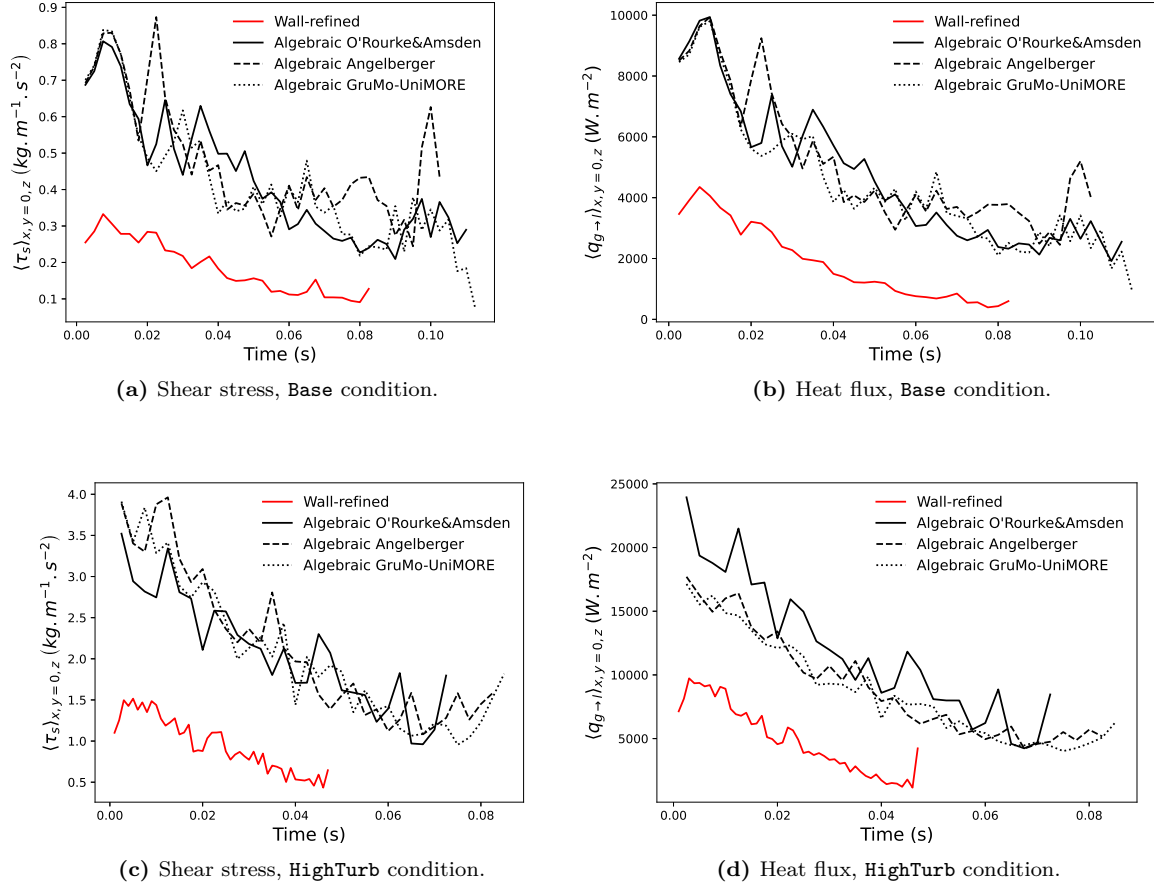 0.9
0.8
0.7
0.6
0.5
0.4
0.3
0.2
0.1
⟨τs⟩x,y=0,z (kg.m−1.s−2)
Wall-refined
Algebraic O'Rourke&Amsden
Algebraic Angelberger
Algebraic GruMo-UniMORE
0.00 0.02 0.04 0.06 0.08 0.10
Time (s)
(a) Shear stress, Base condition.
10000
8000
6000
4000
2000
0
⟨qg→l⟩x,y=0,z (W.m−2)
Wall-refined
Algebraic O'Rourke&Amsden
Algebraic Angelberger
Algebraic GruMo-UniMORE
0.00 0.02 0.04 0.06 0.08 0.10
Time (s)
(b) Heat flux, Base condition.
4.0
3.5
3.0
2.5
2.0
1.5
1.0
0.5
⟨τs⟩x,y=0,z (kg.m−1.s−2)
Wall-refined
Algebraic O'Rourke&Amsden
Algebraic Angelberger
Algebraic GruMo-UniMORE
0.00 0.02 0.04 0.06 0.08
Time (s)
(c) Shear stress, HighTurb condition.
25000
20000
15000
10000
5000
⟨qg→l⟩x,y=0,z (W.m−2)
Wall-refined
Algebraic O'Rourke&Amsden
Algebraic Angelberger
Algebraic GruMo-UniMORE
0.00 0.02 0.04 0.06 0.08
Time (s)
(d) Heat flux, HighTurb condition.